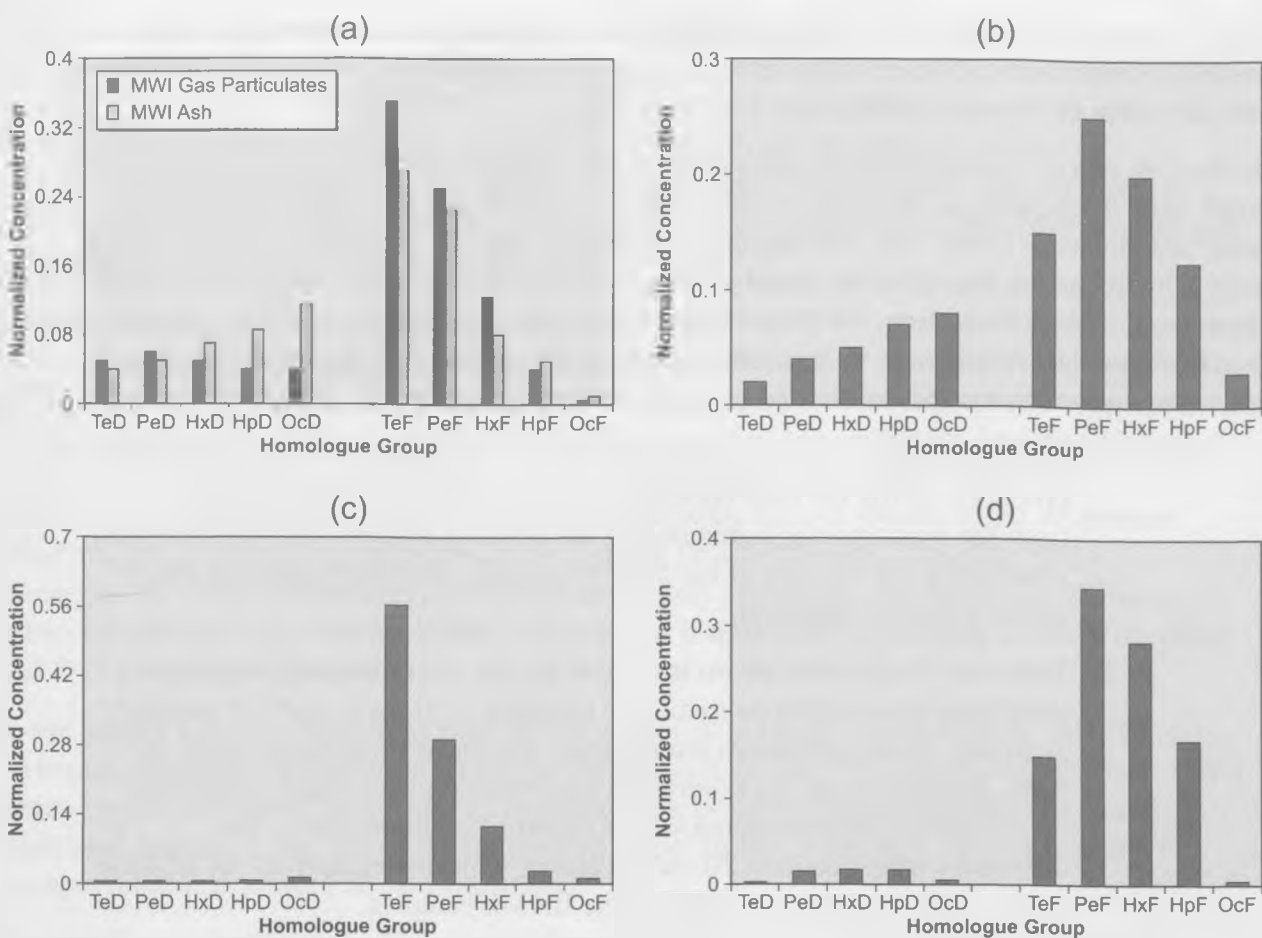 (a)
0.4
0.32
0.24
0.16
0.08
0
Normalized Concentration
MWI Gas Particulates
MWI Ash
TeD PeD HxD HpD OcD TeF PeF HxF HpF OcF
Homologue Group
(b)
0.3
0.2
0.1
0
Normalized Concentration
TeD PeD HxD HpD OcD TeF PeF HxF HpF OcF
Homologue Group
(c)
0.7
0.56
0.42
0.28
0.14
0
Normalized Concentration
TeD PeD HxD HpD OcD TeF PeF HxF HpF OcF
Homologue Group
(d)
0.4
0.3
0.2
0.1
0
Normalized Concentration
TeD PeD HxD HpD OcD TeF PeF HxF HpF OcF
Homologue Group